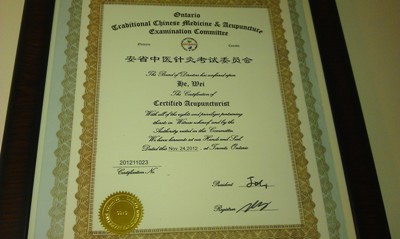 Ontario
Traditional Chinese Medicine & Acupuncture
Examination Committee
安省中医针灸考试委员会
The Board of Director has conferred upon
He, Wei
The Certification of
Certified Acupuncturist
With all of the rights and privileges pertaining
thereto in Witness whereof and by the
Authority vested in this Committee.
We have hereunto set our Hands and Seal.
Dated this Nov. 24, 2010 . at Toronto, Ontario
201211023
Certification No
President
Registrar